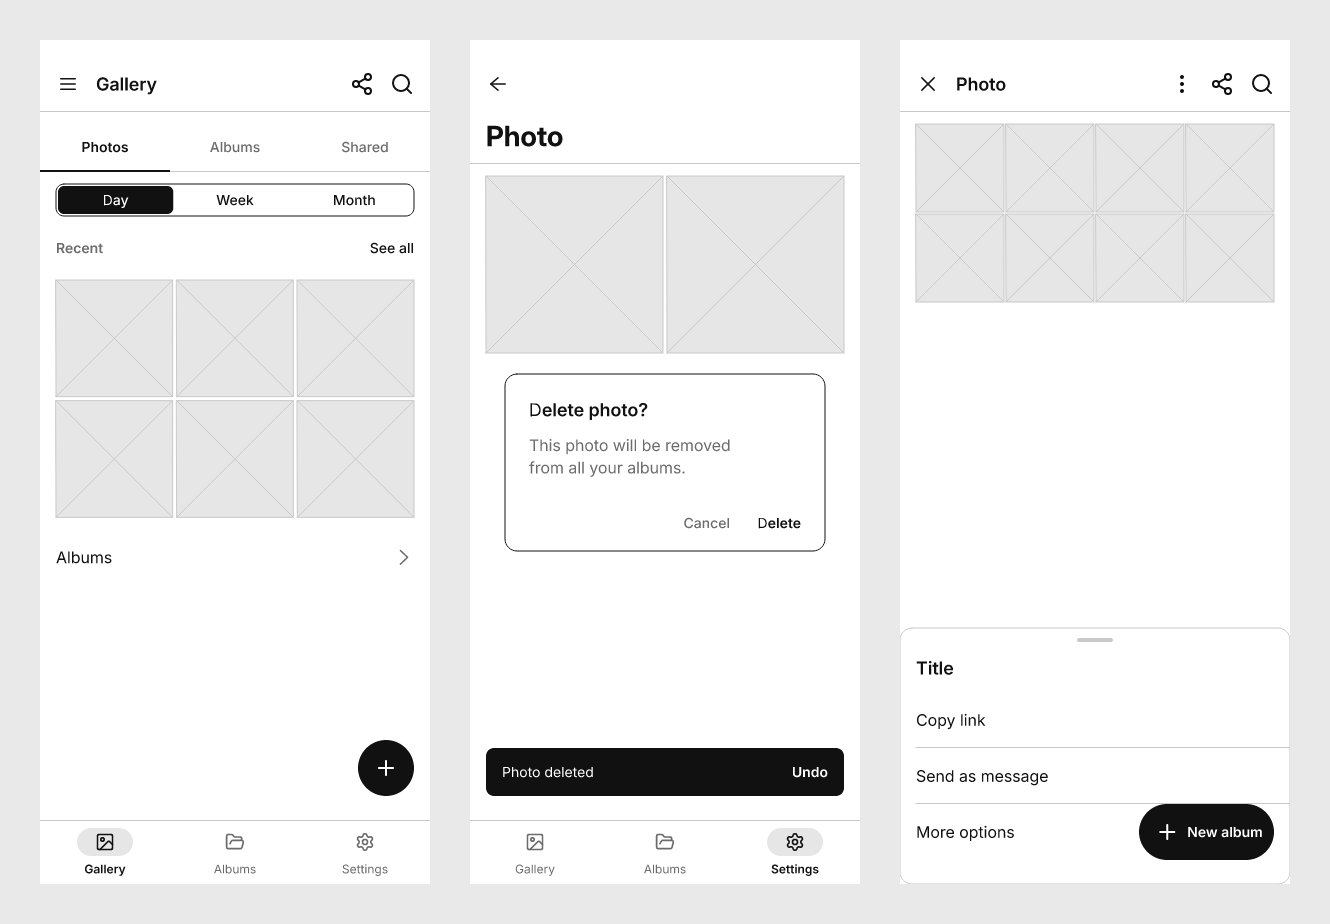 Gallery
Photos Albums Shared
Day Week Month
Recent See all
Albums
Gallery Albums Settings
Photo
Delete photo?
This photo will be removed
from all your albums.
Cancel Delete
Photo deleted Undo
Gallery Albums Settings
Photo
Title
Copy link
Send as message
More options
New album